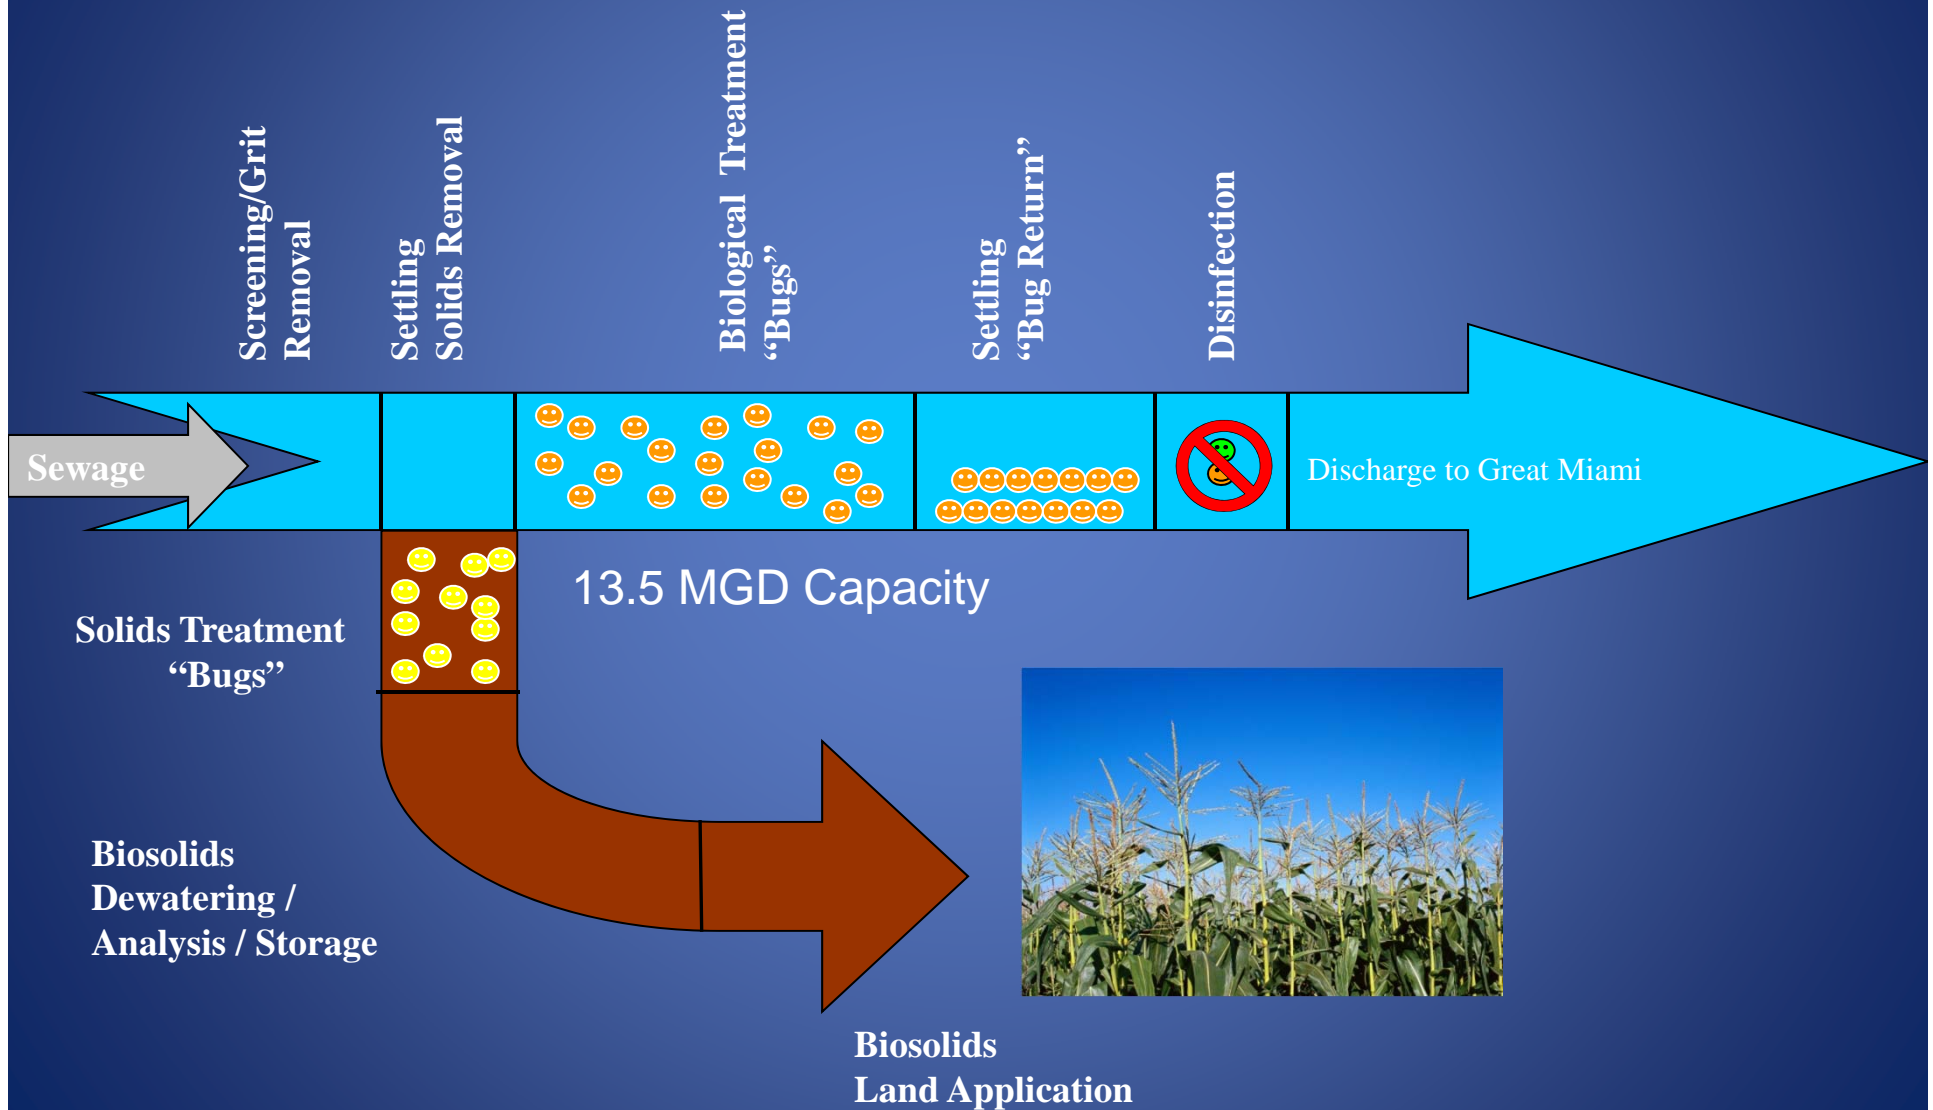 Screening/Grit
Removal
Settling
Solids Removal
Biological Treatment
“Bugs”
Settling
“Bug Return”
Disinfection
Sewage
Discharge to Great Miami
13.5 MGD Capacity
Solids Treatment
“Bugs”
Biosolids
Dewatering /
Analysis / Storage
Biosolids
Land Application